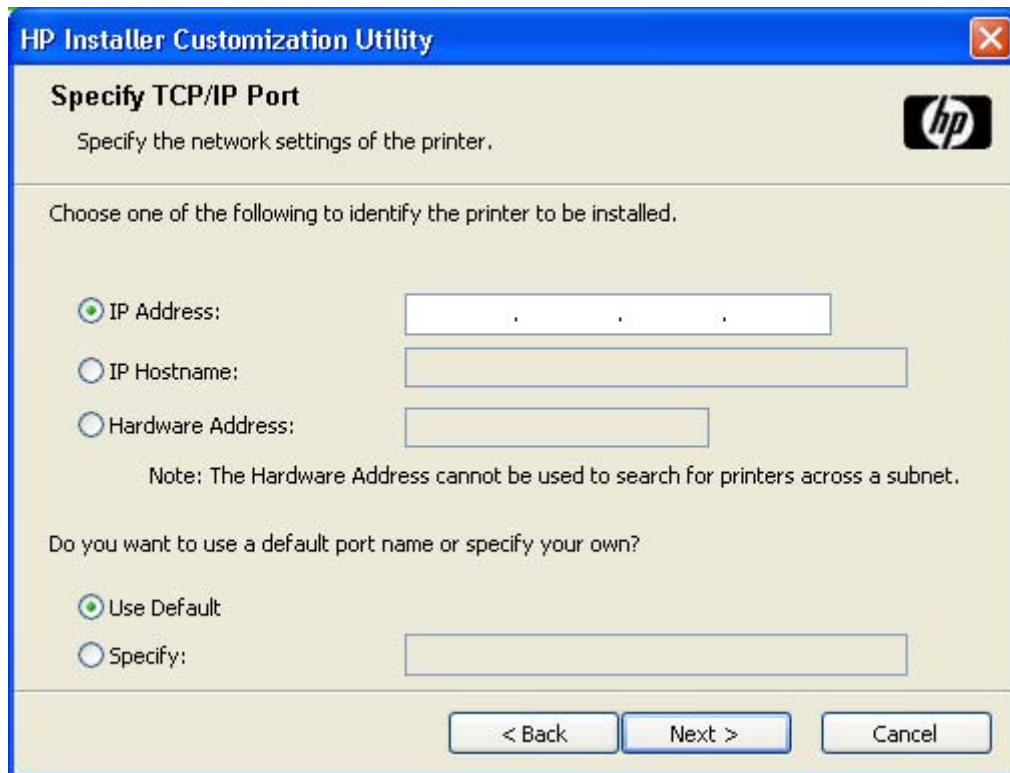 HP Installer Customization Utility
Specify TCP/IP Port
Specify the network settings of the printer.
hp
Choose one of the following to identify the printer to be installed.
IP Address: . . .
IP Hostname:
Hardware Address:
Note: The Hardware Address cannot be used to search for printers across a subnet.
Do you want to use a default port name or specify your own?
Use Default
Specify:
< Back Next > Cancel